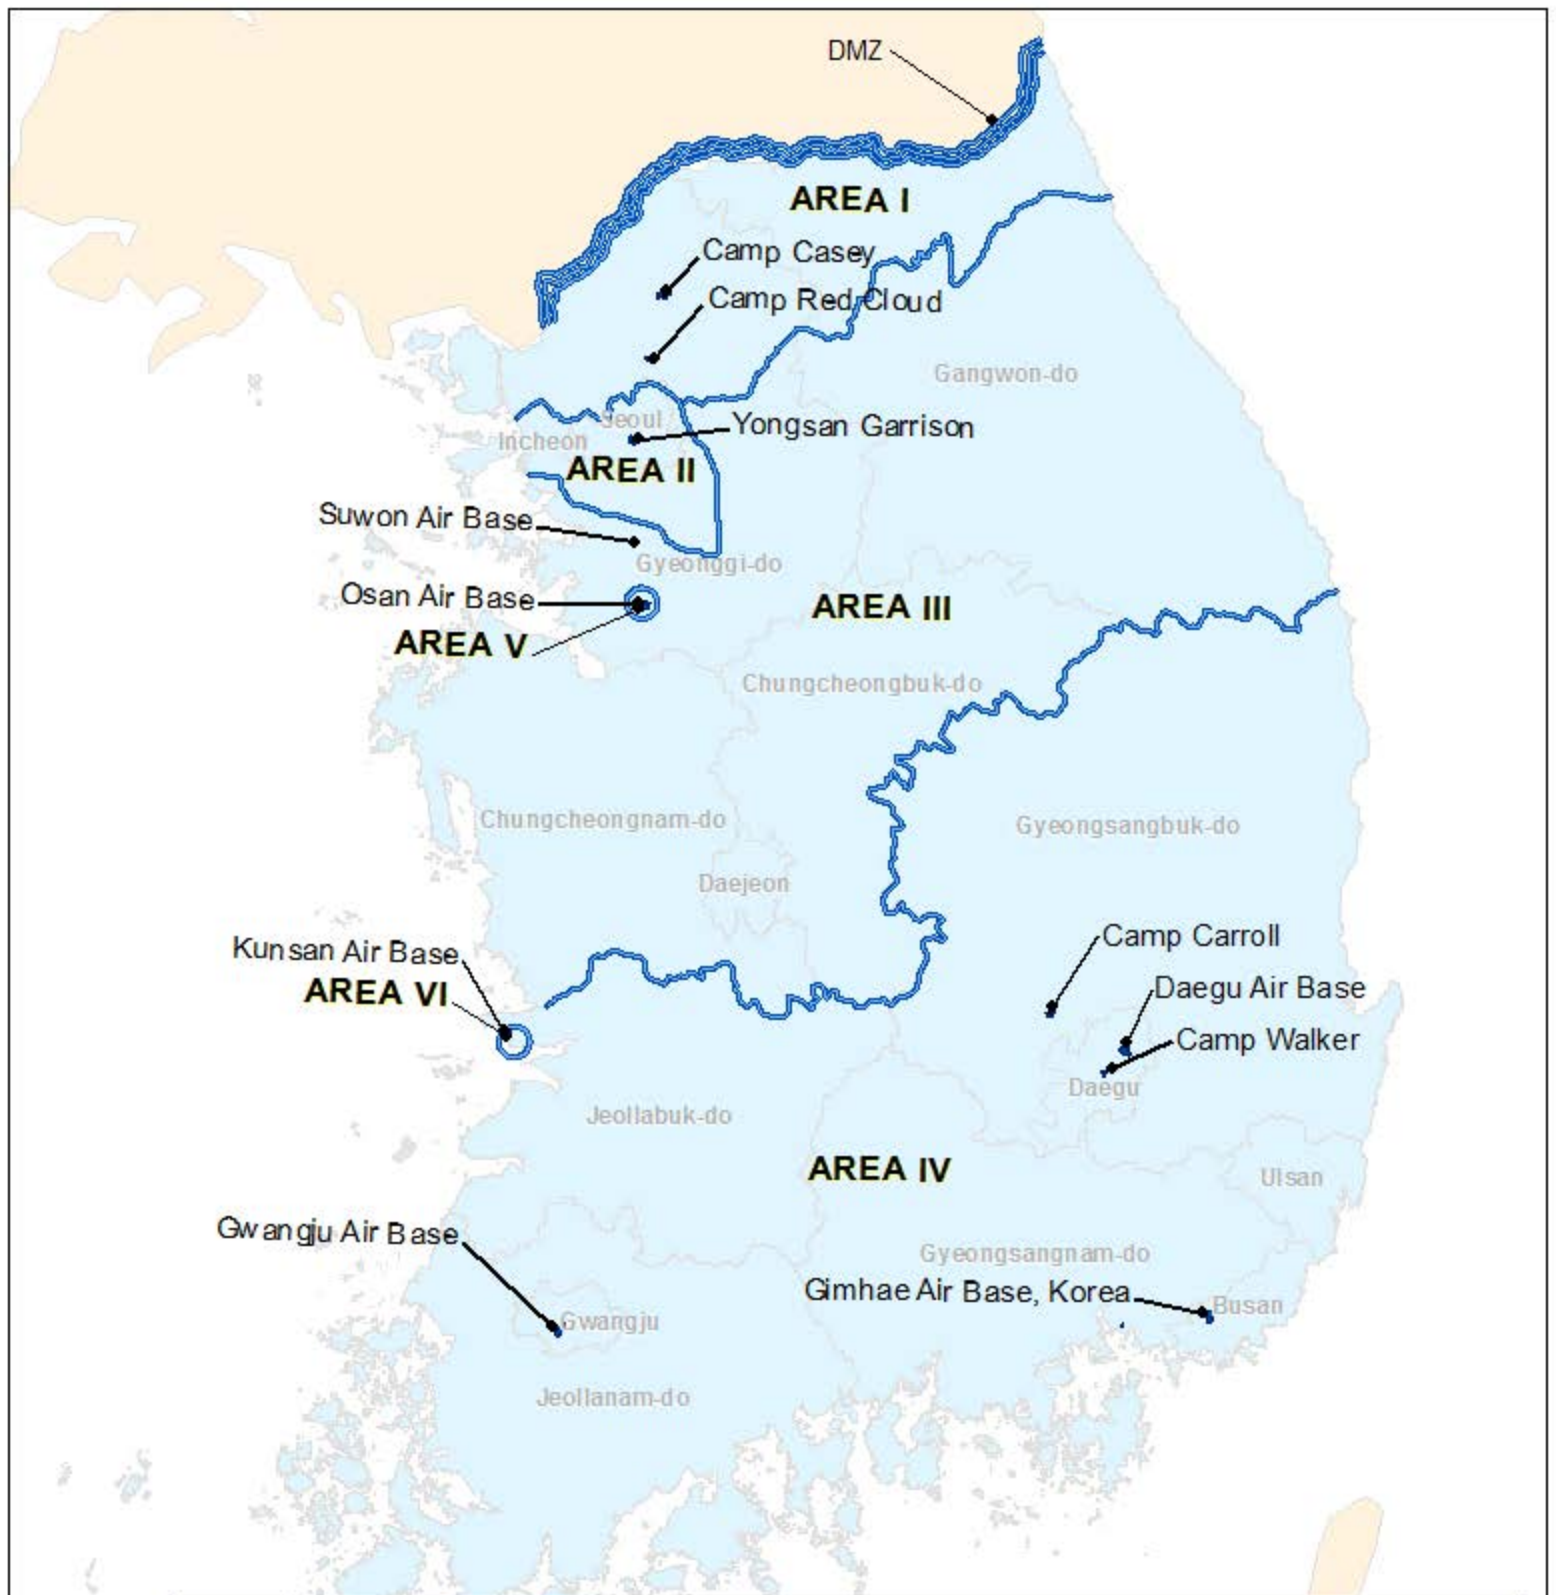 DMZ
AREA I
Camp Casey
Camp Red Cloud
Gangwon-do
Seoul
Yongsan Garrison
Incheon
AREA II
Suwon Air Base
Gyeonggi-do
Osan Air Base
AREA III
AREA V
Chungcheongbuk-do
Chungcheongnam-do
Gyeongsangbuk-do
Daejeon
Camp Carroll
Kunsan Air Base
Daegu Air Base
AREA VI
Camp Walker
Daegu
Jeollabuk-do
AREA IV
Ulsan
Gwangju Air Base
Gyeongsangnam-do
Gimhae Air Base, Korea
Busan
Gwangju
Jeollanam-do